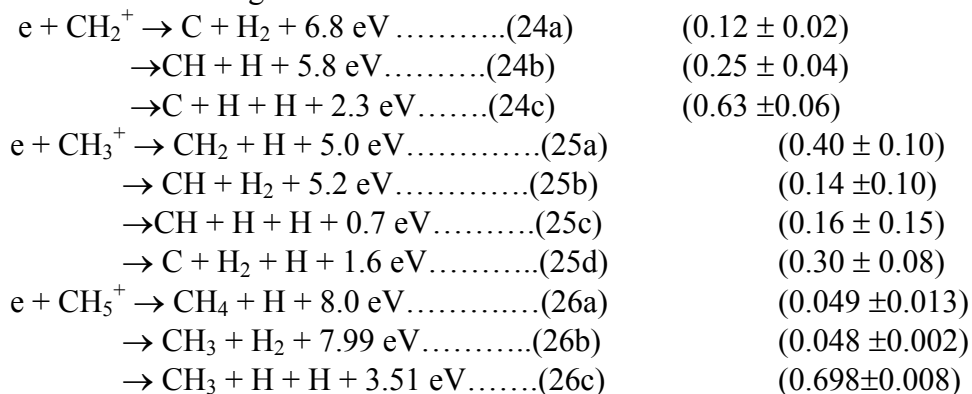 e + CH₂⁺ → C + H₂ + 6.8 eV ………..(24a) (0.12 ± 0.02)
→CH + H + 5.8 eV……….(24b) (0.25 ± 0.04)
→C + H + H + 2.3 eV…….(24c) (0.63 ±0.06)
e + CH₃⁺ → CH₂ + H + 5.0 eV………….(25a) (0.40 ± 0.10)
→ CH + H₂ + 5.2 eV………….(25b) (0.14 ±0.10)
→CH + H + H + 0.7 eV……….(25c) (0.16 ± 0.15)
→ C + H₂ + H + 1.6 eV………..(25d) (0.30 ± 0.08)
e + CH₅⁺ → CH₄ + H + 8.0 eV………….(26a) (0.049 ±0.013)
→ CH₃ + H₂ + 7.99 eV………..(26b) (0.048 ±0.002)
→ CH₃ + H + H + 3.51 eV…….(26c) (0.698±0.008)